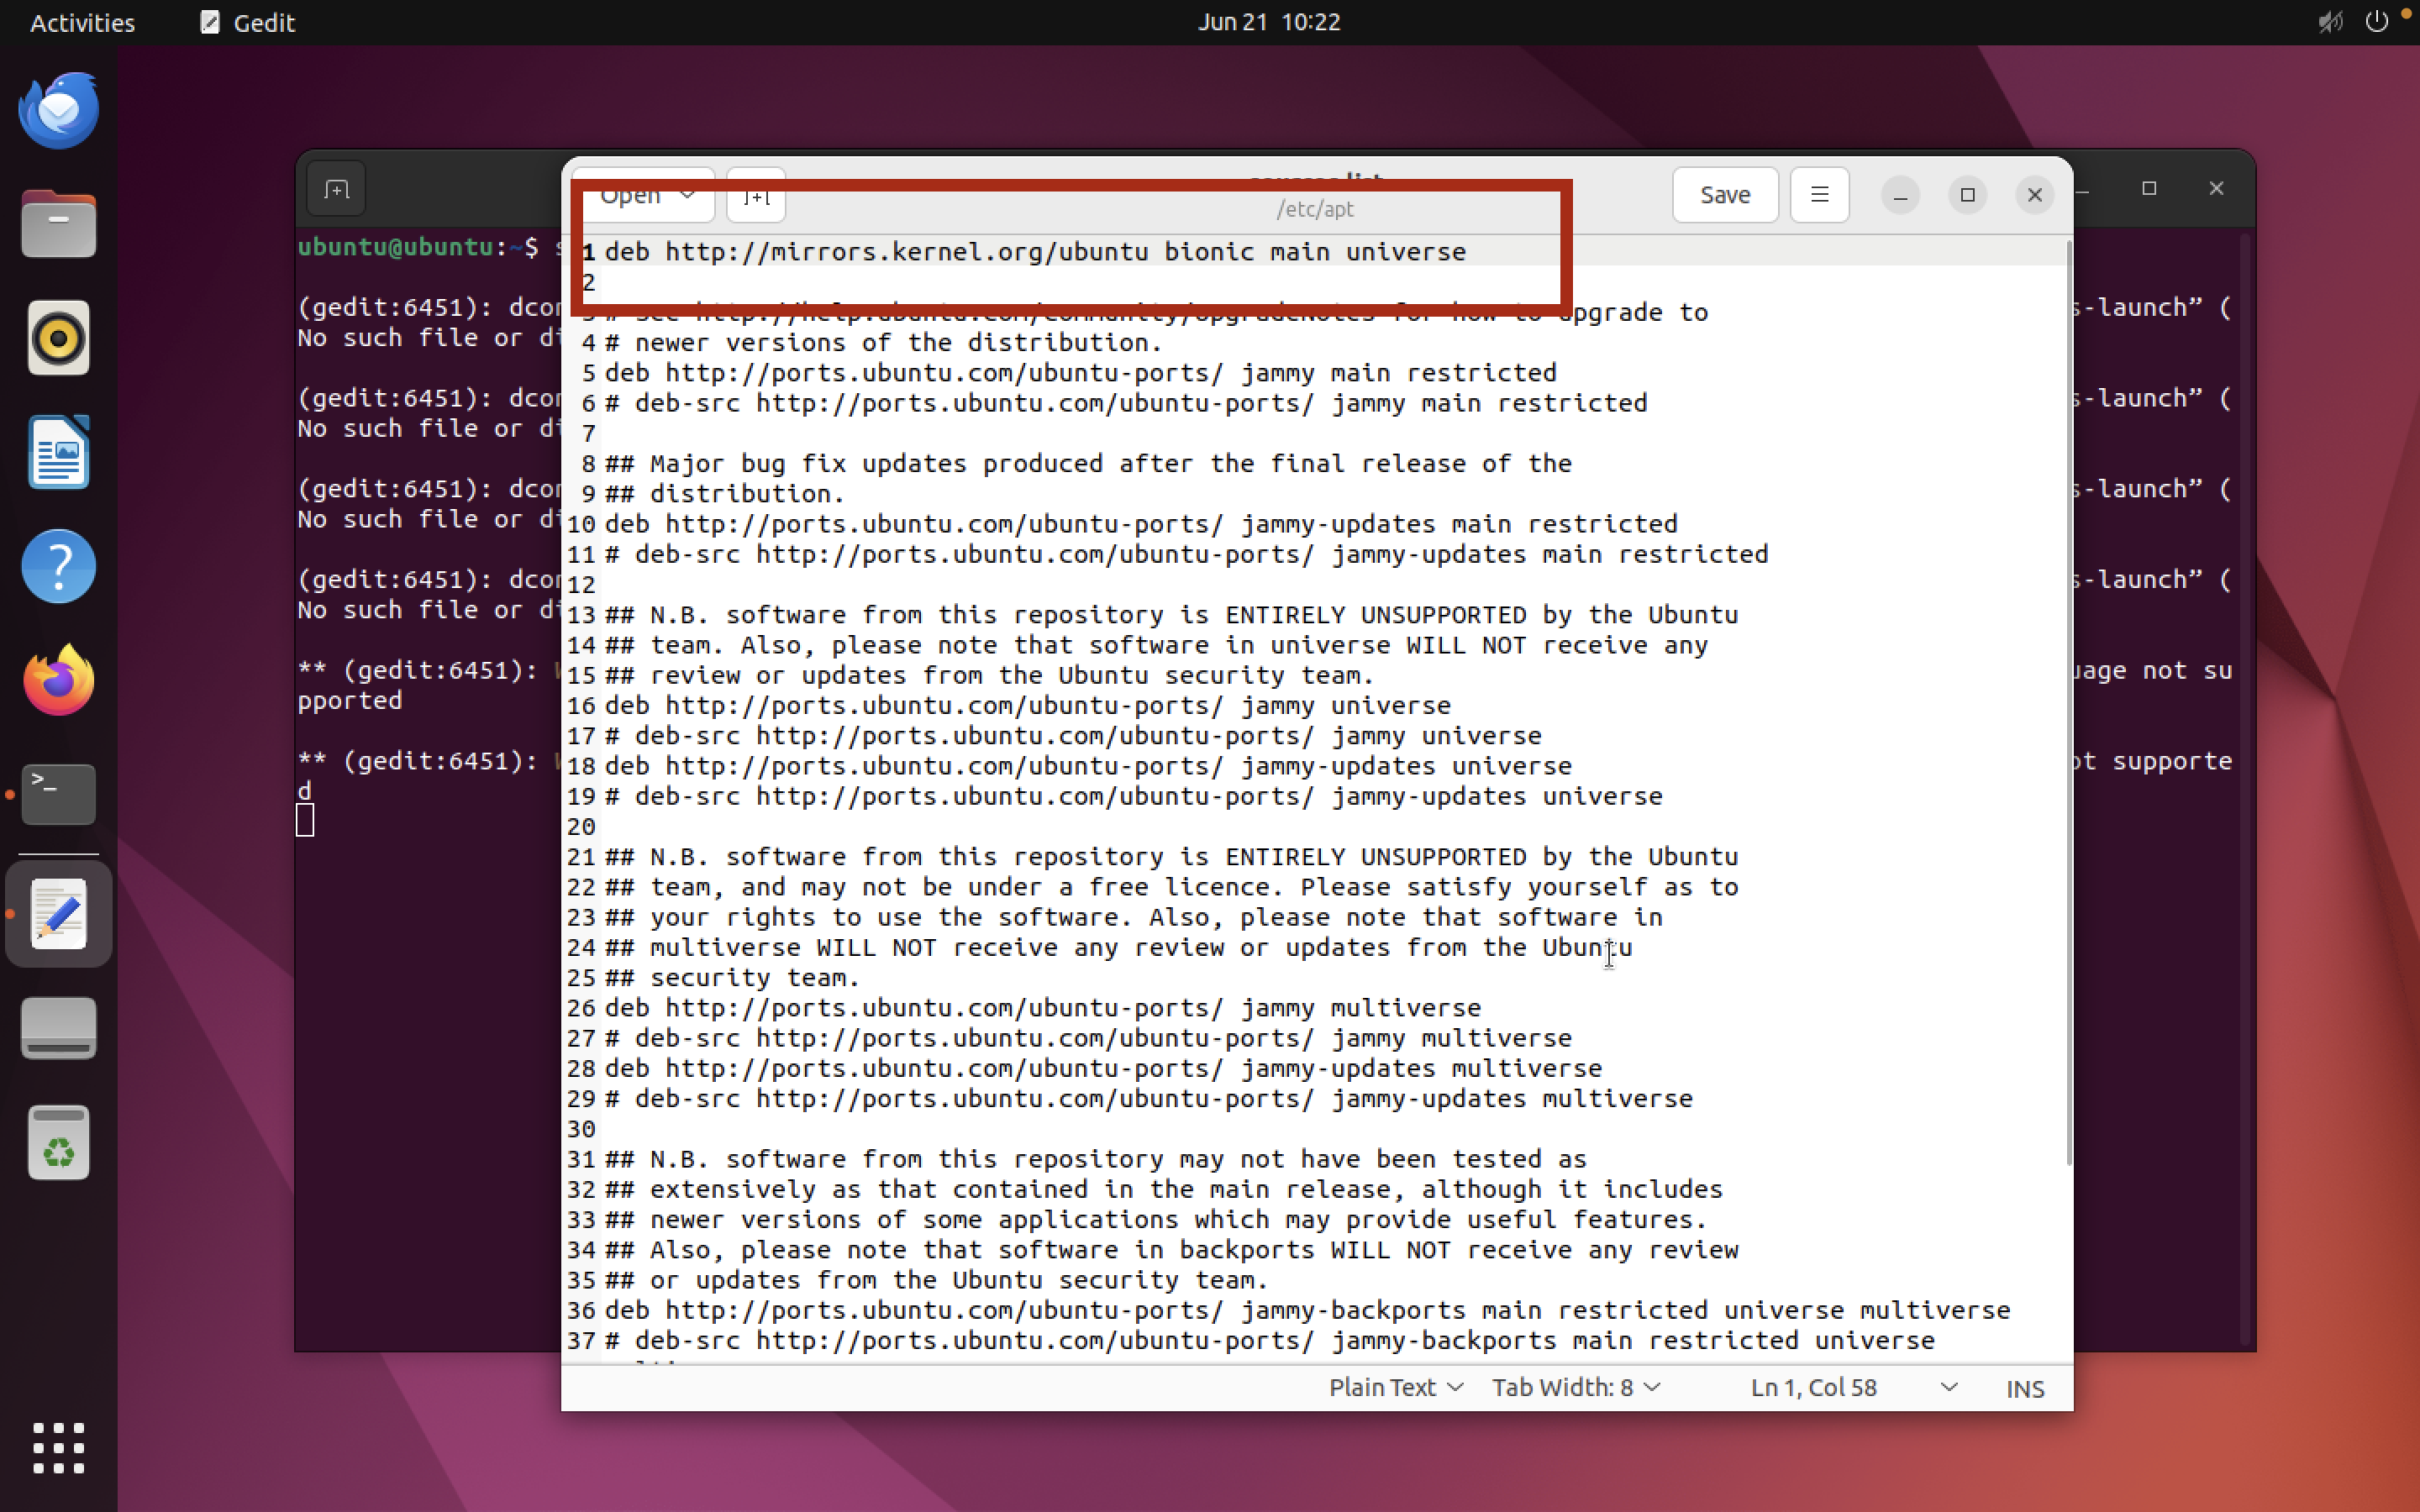 Activities
Gedit
Jun 21 10:22
Open
sources.list
/etc/apt
Save
ubuntu@ubuntu:~$ s
(gedit:6451): dcon
No such file or di
(gedit:6451): dcon
No such file or di
(gedit:6451): dcon
No such file or di
(gedit:6451): dcon
No such file or di
** (gedit:6451): W
pported
** (gedit:6451): W
d
1 deb http://mirrors.kernel.org/ubuntu bionic main universe
2
3 # See http://help.ubuntu.com/community/UpgradeNotes for how to upgrade to
4 # newer versions of the distribution.
5 deb http://ports.ubuntu.com/ubuntu-ports/ jammy main restricted
6 # deb-src http://ports.ubuntu.com/ubuntu-ports/ jammy main restricted
7
8 ## Major bug fix updates produced after the final release of the
9 ## distribution.
10 deb http://ports.ubuntu.com/ubuntu-ports/ jammy-updates main restricted
11 # deb-src http://ports.ubuntu.com/ubuntu-ports/ jammy-updates main restricted
12
13 ## N.B. software from this repository is ENTIRELY UNSUPPORTED by the Ubuntu
14 ## team. Also, please note that software in universe WILL NOT receive any
15 ## review or updates from the Ubuntu security team.
16 deb http://ports.ubuntu.com/ubuntu-ports/ jammy universe
17 # deb-src http://ports.ubuntu.com/ubuntu-ports/ jammy universe
18 deb http://ports.ubuntu.com/ubuntu-ports/ jammy-updates universe
19 # deb-src http://ports.ubuntu.com/ubuntu-ports/ jammy-updates universe
20
21 ## N.B. software from this repository is ENTIRELY UNSUPPORTED by the Ubuntu
22 ## team, and may not be under a free licence. Please satisfy yourself as to
23 ## your rights to use the software. Also, please note that software in
24 ## multiverse WILL NOT receive any review or updates from the Ubuntu
25 ## security team.
26 deb http://ports.ubuntu.com/ubuntu-ports/ jammy multiverse
27 # deb-src http://ports.ubuntu.com/ubuntu-ports/ jammy multiverse
28 deb http://ports.ubuntu.com/ubuntu-ports/ jammy-updates multiverse
29 # deb-src http://ports.ubuntu.com/ubuntu-ports/ jammy-updates multiverse
30
31 ## N.B. software from this repository may not have been tested as
32 ## extensively as that contained in the main release, although it includes
33 ## newer versions of some applications which may provide useful features.
34 ## Also, please note that software in backports WILL NOT receive any review
35 ## or updates from the Ubuntu security team.
36 deb http://ports.ubuntu.com/ubuntu-ports/ jammy-backports main restricted universe multiverse
37 # deb-src http://ports.ubuntu.com/ubuntu-ports/ jammy-backports main restricted universe
s-launch” (
s-launch” (
s-launch” (
s-launch” (
uage not su
ot supporte
Plain Text
Tab Width: 8
Ln 1, Col 58
INS